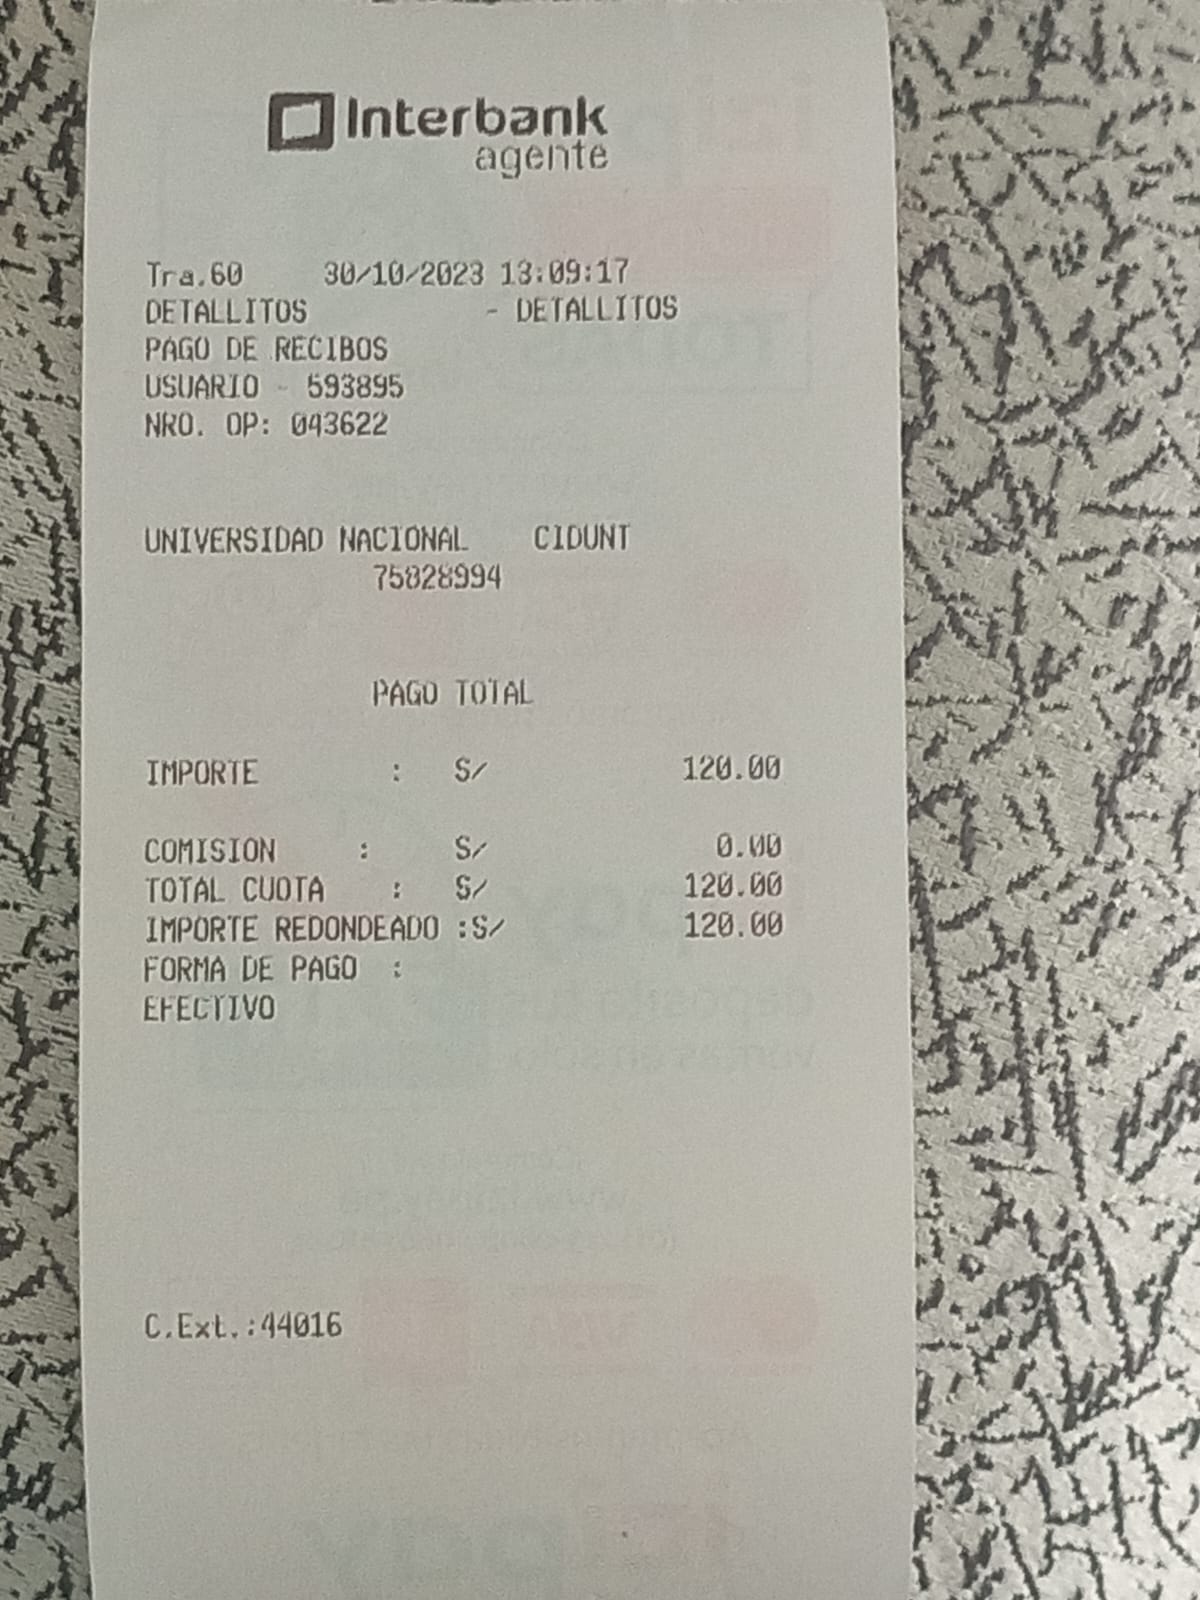 Interbank
agente
Tra.60 30/10/2023 13:09:17
DETALLITOS - DETALLITOS
PAGO DE RECIBOS
USUARIO - 593895
NRO. OP: 043622
UNIVERSIDAD NACIONAL CIDUNT
75828994
PAGO TOTAL
IMPORTE : S/ 120.00
COMISION : S/ 0.00
TOTAL CUOTA : S/ 120.00
IMPORTE REDONDEADO :S/ 120.00
FORMA DE PAGO :
EFECTIVO
C.Ext.:44016